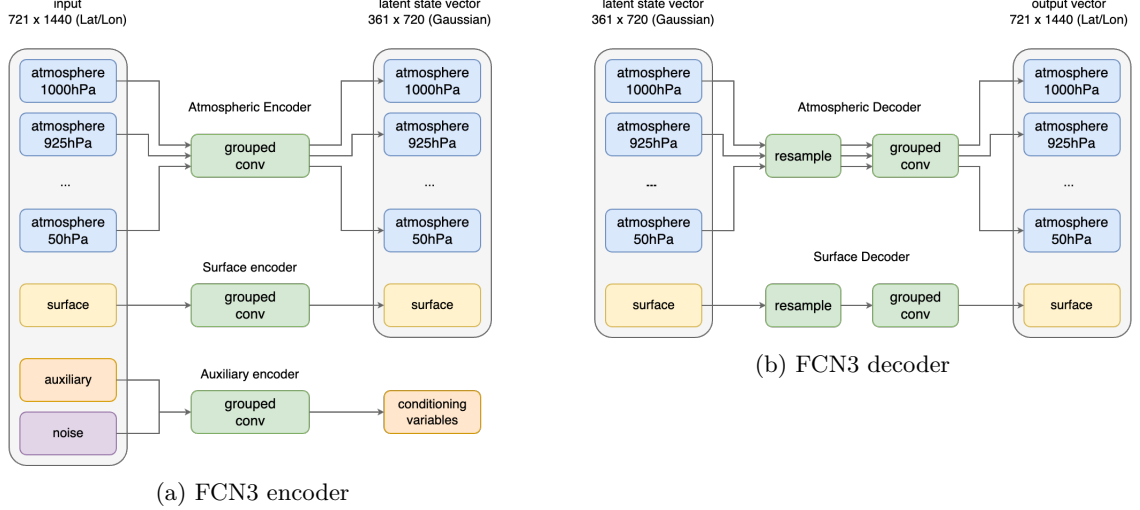 input
721 x 1440 (Lat/Lon)
latent state vector
361 x 720 (Gaussian)
atmosphere
1000hPa
atmosphere
925hPa
...
atmosphere
50hPa
surface
auxiliary
noise
Atmospheric Encoder
grouped
conv
Surface encoder
grouped
conv
Auxiliary encoder
grouped
conv
atmosphere
1000hPa
atmosphere
925hPa
...
atmosphere
50hPa
surface
conditioning
variables
(a) FCN3 encoder
latent state vector
361 x 720 (Gaussian)
output vector
721 x 1440 (Lat/Lon)
atmosphere
1000hPa
atmosphere
925hPa
...
atmosphere
50hPa
surface
Atmospheric Decoder
resample
grouped
conv
Surface Decoder
resample
grouped
conv
atmosphere
1000hPa
atmosphere
925hPa
...
atmosphere
50hPa
surface
(b) FCN3 decoder